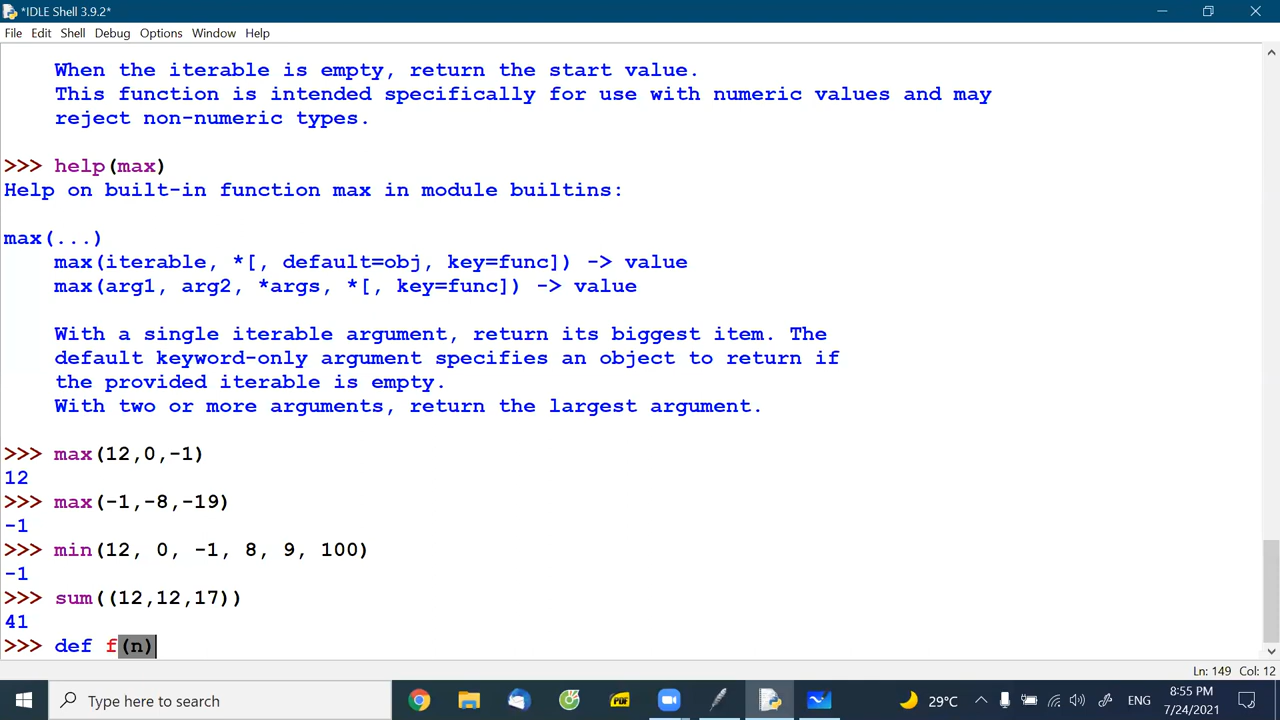 *IDLE Shell 3.9.2*
File Edit Shell Debug Options Window Help
When the iterable is empty, return the start value.
This function is intended specifically for use with numeric values and may
reject non-numeric types.
>>> help(max)
Help on built-in function max in module builtins:
max(...)
max(iterable, *[, default=obj, key=func]) -> value
max(arg1, arg2, *args, *[, key=func]) -> value
With a single iterable argument, return its biggest item. The
default keyword-only argument specifies an object to return if
the provided iterable is empty.
With two or more arguments, return the largest argument.
>>> max(12,0,-1)
12
>>> max(-1,-8,-19)
-1
>>> min(12, 0, -1, 8, 9, 100)
-1
>>> sum((12,12,17))
41
>>> def f(n)
Ln: 149 Col: 12
Type here to search
PDF
29°C
ENG
8:55 PM
7/24/2021